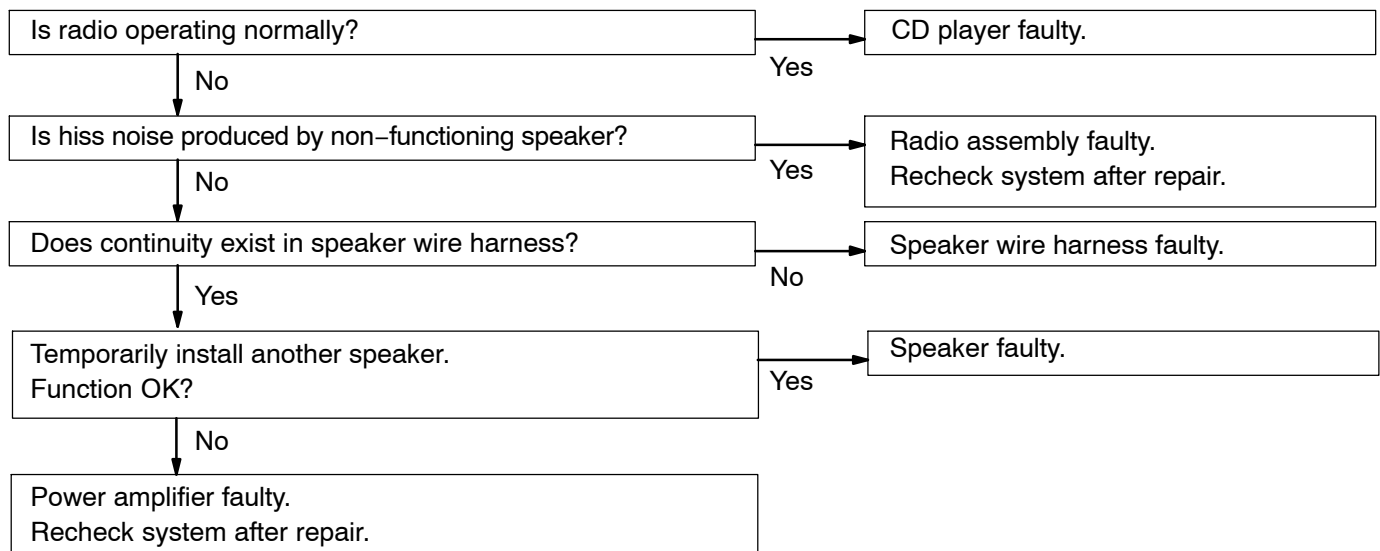 Is radio operating normally?
Yes
CD player faulty.
No
Is hiss noise produced by non−functioning speaker?
Yes
Radio assembly faulty.
Recheck system after repair.
No
Does continuity exist in speaker wire harness?
No
Speaker wire harness faulty.
Yes
Temporarily install another speaker.
Function OK?
Yes
Speaker faulty.
No
Power amplifier faulty.
Recheck system after repair.